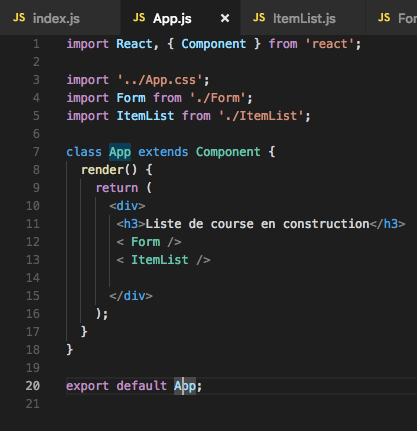 JS index.js JS App.js × JS ItemList.js JS Fo
1 import React, { Component } from 'react';
2
3 import '../App.css';
4 import Form from './Form';
5 import ItemList from './ItemList';
6
7 class App extends Component {
8 render() {
9 return (
10 <div>
11 <h3>Liste de course en construction</h3>
12 < Form />
13 < ItemList />
14
15 </div>
16 );
17 }
18 }
19
20 export default App;
21